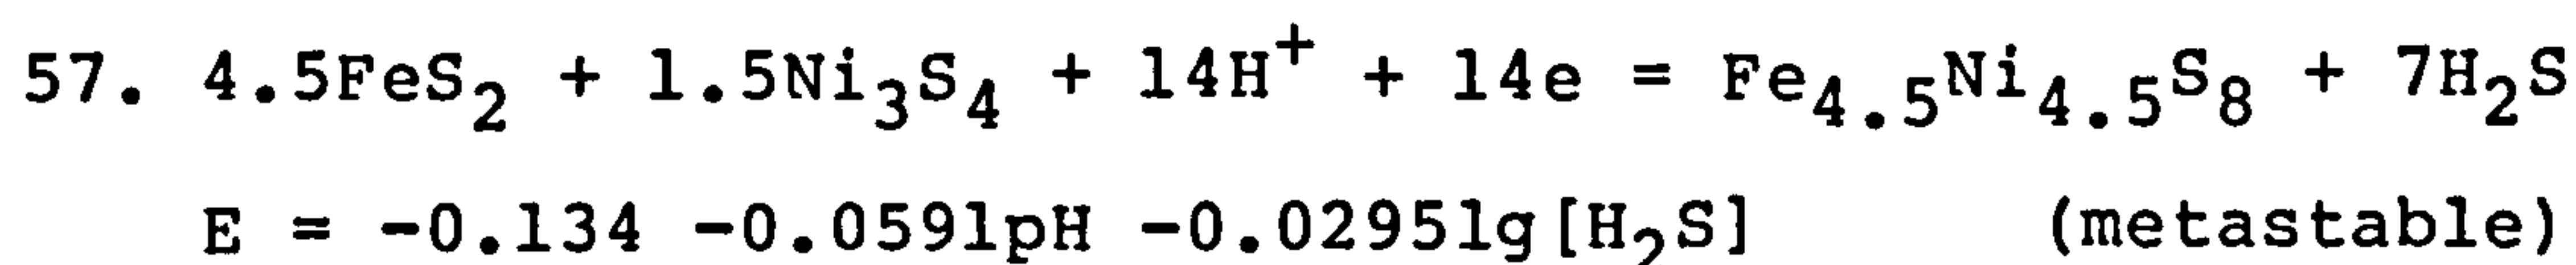 57. 4.5FeS₂ + 1.5Ni₃S₄ + 14H⁺ + 14e = Fe₄.₅Ni₄.₅S₈ + 7H₂S
E = -0.134 -0.0591pH -0.0295lg[H₂S] (metastable)